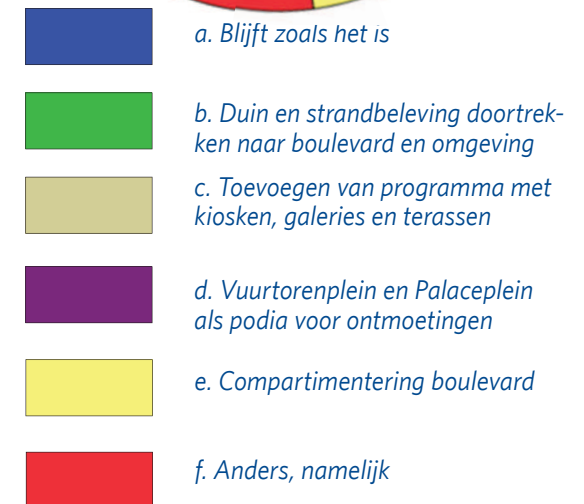 a. Blijft zoals het is
b. Duin en strandbeleving doortrek-
ken naar boulevard en omgeving
c. Toevoegen van programma met
kiosken, galeries en terassen
d. Vuurtorenplein en Palaceplein
als podia voor ontmoetingen
e. Compartimentering boulevard
f. Anders, namelijk